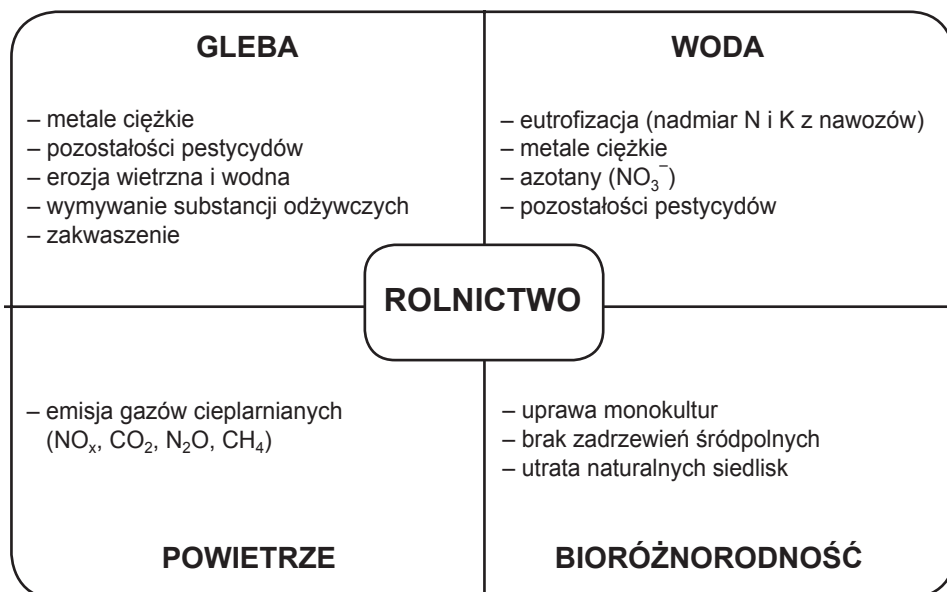 GLEBA
– metale ciężkie
– pozostałości pestycydów
– erozja wietrzna i wodna
– wymywanie substancji odżywczych
– zakwaszenie
WODA
– eutrofizacja (nadmiar N i K z nawozów)
– metale ciężkie
– azotany (NO₃⁻)
– pozostałości pestycydów
ROLNICTWO
– emisja gazów cieplarnianych
(NOₓ, CO₂, N₂O, CH₄)
POWIETRZE
– uprawa monokultur
– brak zadrzewień śródpolnych
– utrata naturalnych siedlisk
BIORÓŻNORODNOŚĆ